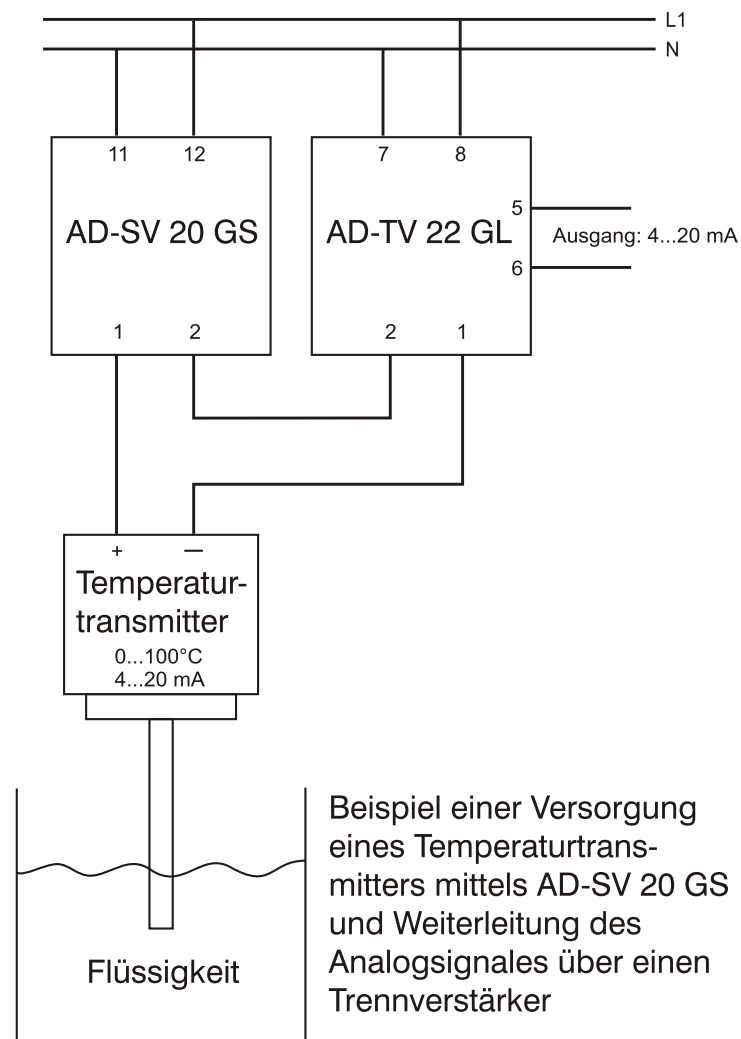 L1
N
11 12
7 8
AD-SV 20 GS
AD-TV 22 GL
5
Ausgang: 4...20 mA
6
1 2
2 1
+ —
Temperatur-
transmitter
0...100°C
4...20 mA
Flüssigkeit
Beispiel einer Versorgung
eines Temperaturtrans-
mitters mittels AD-SV 20 GS
und Weiterleitung des
Analogsignales über einen
Trennverstärker